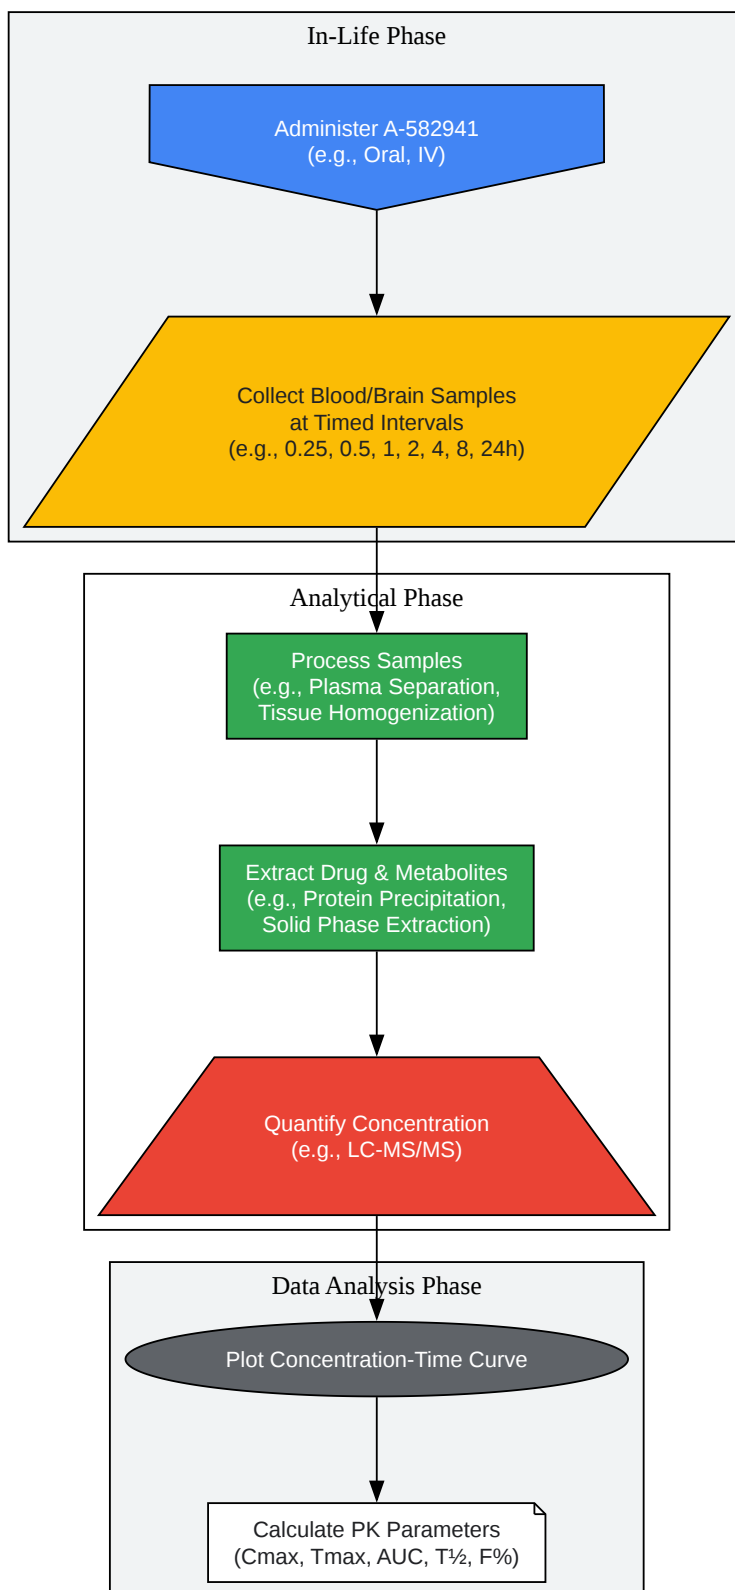 In-Life Phase
Administer A-582941
(e.g., Oral, IV)
Collect Blood/Brain Samples
at Timed Intervals
(e.g., 0.25, 0.5, 1, 2, 4, 8, 24h)
Analytical Phase
Process Samples
(e.g., Plasma Separation,
Tissue Homogenization)
Extract Drug & Metabolites
(e.g., Protein Precipitation,
Solid Phase Extraction)
Quantify Concentration
(e.g., LC-MS/MS)
Data Analysis Phase
Plot Concentration-Time Curve
Calculate PK Parameters
(Cmax, Tmax, AUC, T½, F%)